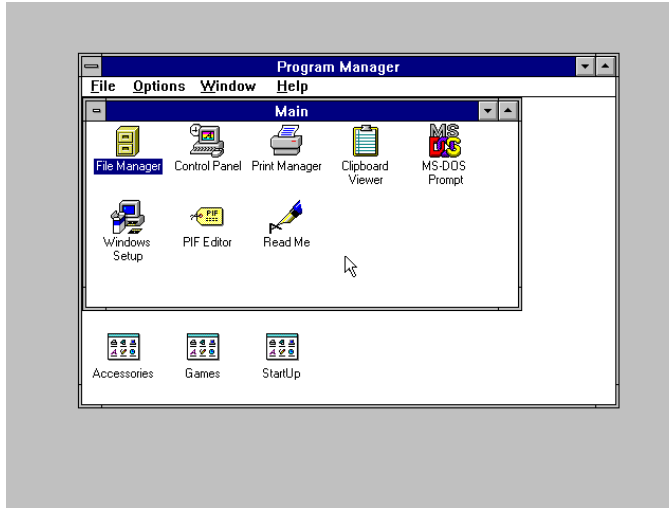 Program Manager
File Options Window Help
Main
File Manager Control Panel Print Manager Clipboard Viewer MS-DOS Prompt
Windows Setup PIF Editor Read Me
Accessories Games StartUp